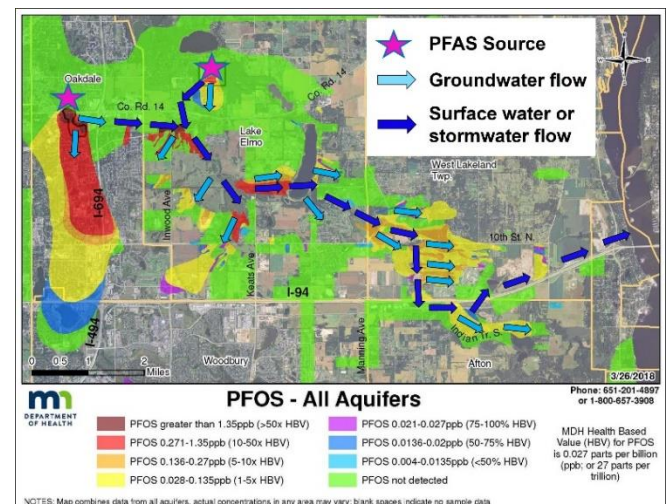 PFAS Source
Groundwater flow
Surface water or
stormwater flow
Oakdale
Co. Rd. 14
Co. Rd. 14
Lake
Elmo
West Lakeland
Twp.
I-694
Inwood Ave
Keats Ave
10th St. N.
I-94
Manning Ave
I-494
Indian Tr. S.
Woodbury
Afton
0 0.5 1 2
Miles
3/26/2018
DEPARTMENT
OF HEALTH
PFOS - All Aquifers
Phone: 651-201-4897
or 1-800-657-3908
PFOS greater than 1.35ppb (>50x HBV)
PFOS 0.271-1.35ppb (10-50x HBV)
PFOS 0.136-0.27ppb (5-10x HBV)
PFOS 0.028-0.135ppb (1-5x HBV)
PFOS 0.021-0.027ppb (75-100% HBV)
PFOS 0.0136-0.02ppb (50-75% HBV)
PFOS 0.004-0.0135ppb (<50% HBV)
PFOS not detected
MDH Health Based
Value (HBV) for PFOS
is 0.027 parts per billion
(ppb; or 27 parts per
trillion)
NOTES: Map combines data from all aquifers, actual concentrations in any area may vary; blank spaces indicate no sample data